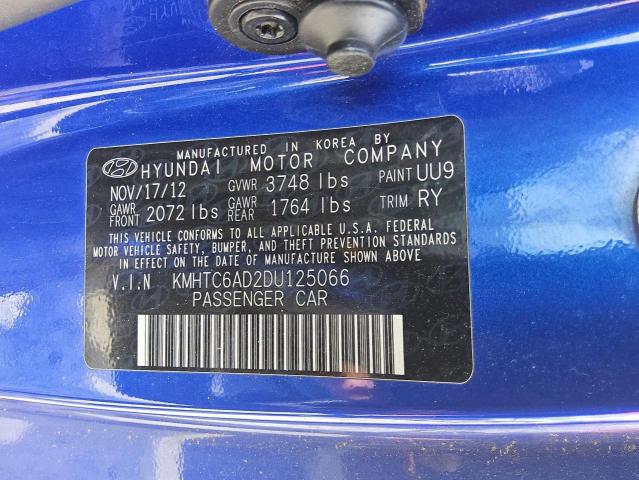 MANUFACTURED IN KOREA BY
HYUNDAI MOTOR COMPANY
NOV/17/12 GVWR 3748 lbs PAINT UU9
GAWR FRONT 2072 lbs GAWR REAR 1764 lbs TRIM RY
THIS VEHICLE CONFORMS TO ALL APPLICABLE U.S.A. FEDERAL
MOTOR VEHICLE SAFETY, BUMPER, AND THEFT PREVENTION STANDARDS
IN EFFECT ON THE DATE OF MANUFACTURE SHOWN ABOVE
V.I.N KMHTC6AD2DU125066
PASSENGER CAR